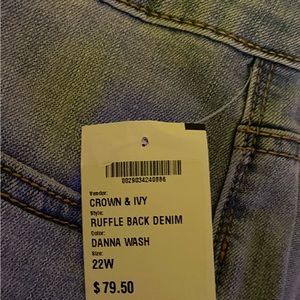 0029034240886
Vendor:
CROWN & IVY
Style:
RUFFLE BACK DENIM
Color:
DANNA WASH
Size:
22W
$ 79.50